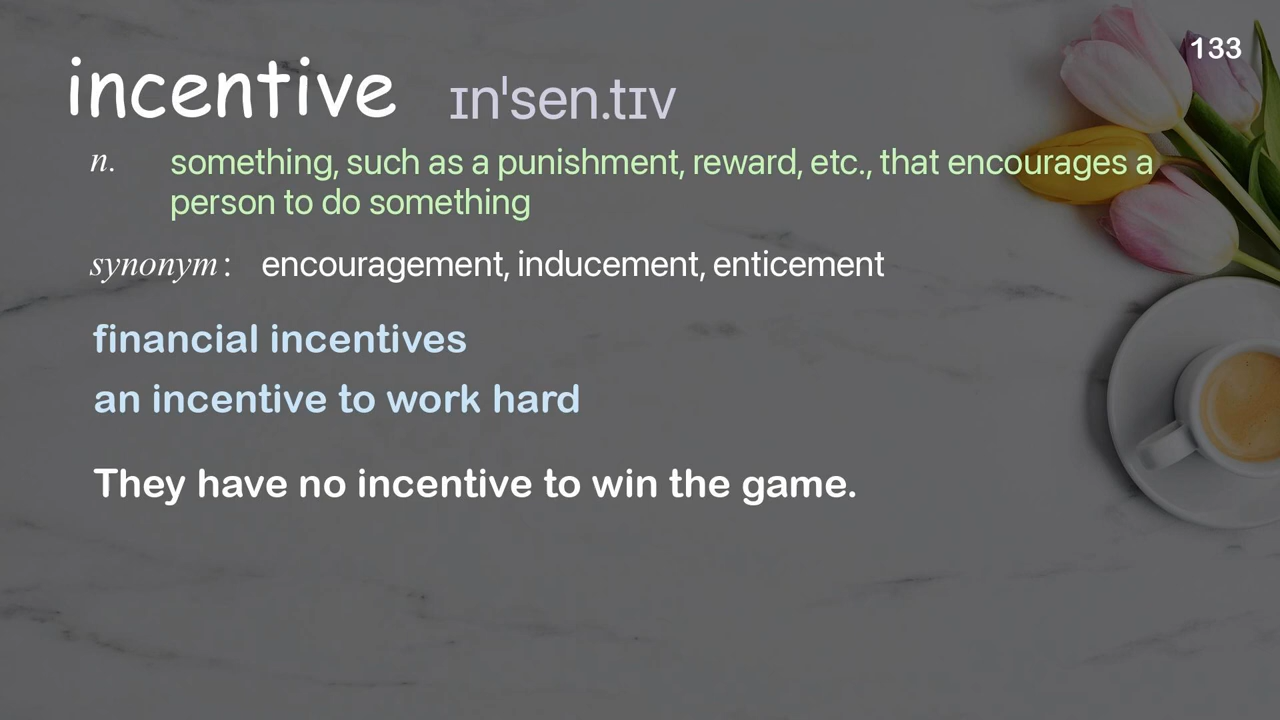 133
incentive ɪnˈsen.tɪv
n. something, such as a punishment, reward, etc., that encourages a
person to do something
synonym: encouragement, inducement, enticement
financial incentives
an incentive to work hard
They have no incentive to win the game.